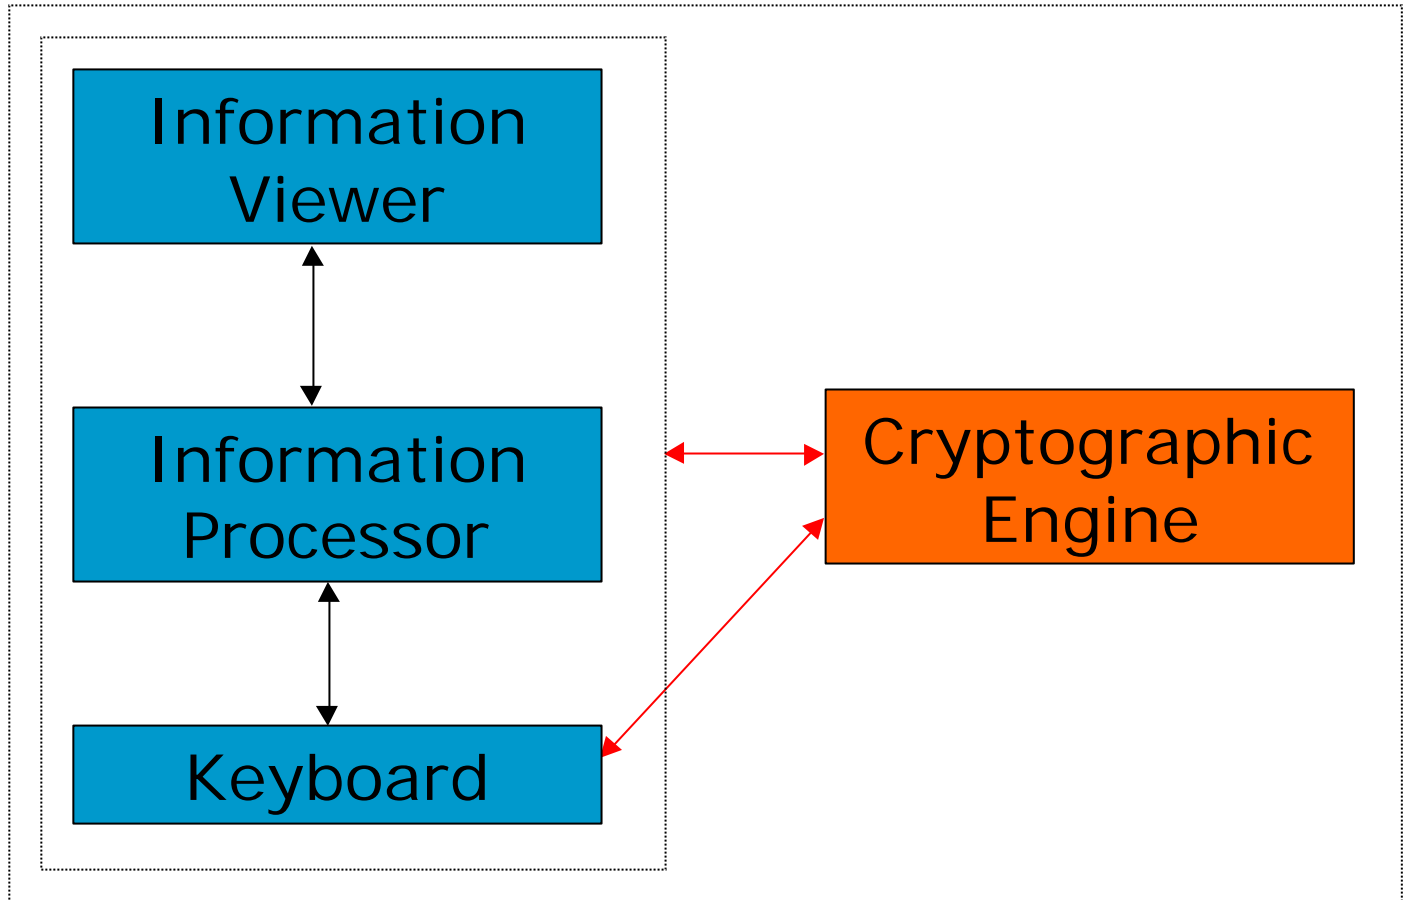 Information
Viewer
Information
Processor
Cryptographic
Engine
Keyboard